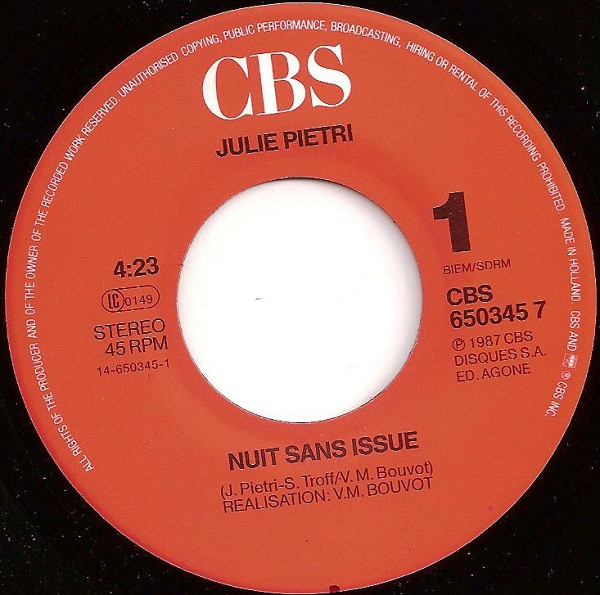 ALL RIGHTS OF THE PRODUCER AND OF THE OWNER OF THE RECORDED WORK RESERVED. UNAUTHORISED COPYING, PUBLIC PERFORMANCE, BROADCASTING, HIRING OR RENTAL OF THIS RECORDING PROHIBITED. MADE IN HOLLAND. CBS AND ℗ CBS INC.
CBS
JULIE PIETRI
1
BIEM/SDRM
4:23
LC 0149
STEREO
45 RPM
14-650345-1
CBS
650345 7
℗ 1987 CBS
DISQUES S.A.
ED. AGONE
NUIT SANS ISSUE
(J. Pietri-S. Troff/V. M. Bouvot)
REALISATION: V.M. BOUVOT